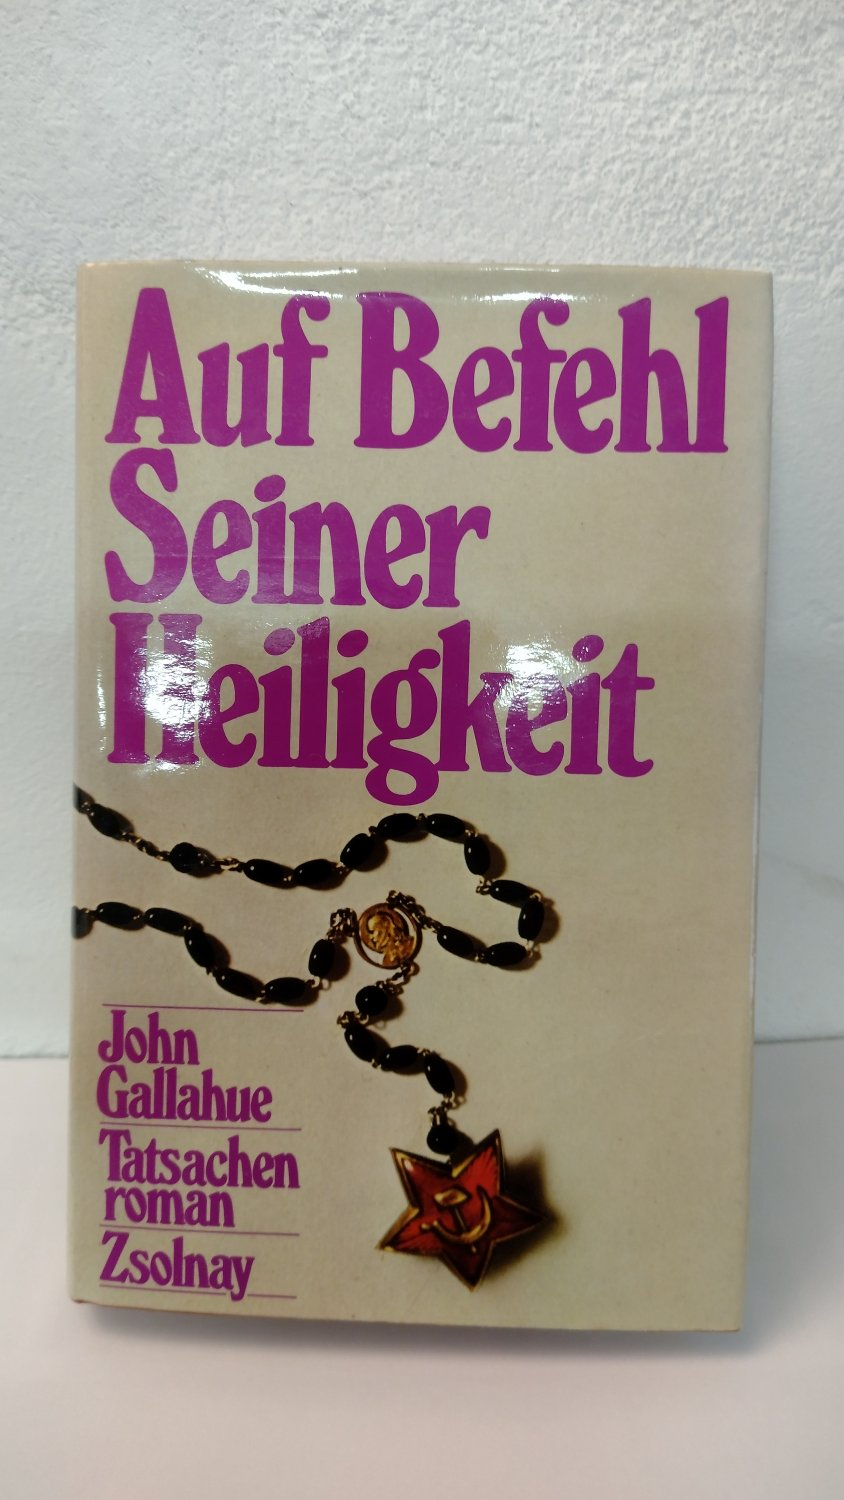 Auf Befehl
Seiner
Heiligkeit
John
Gallahue
Tatsachen
roman
Zsolnay